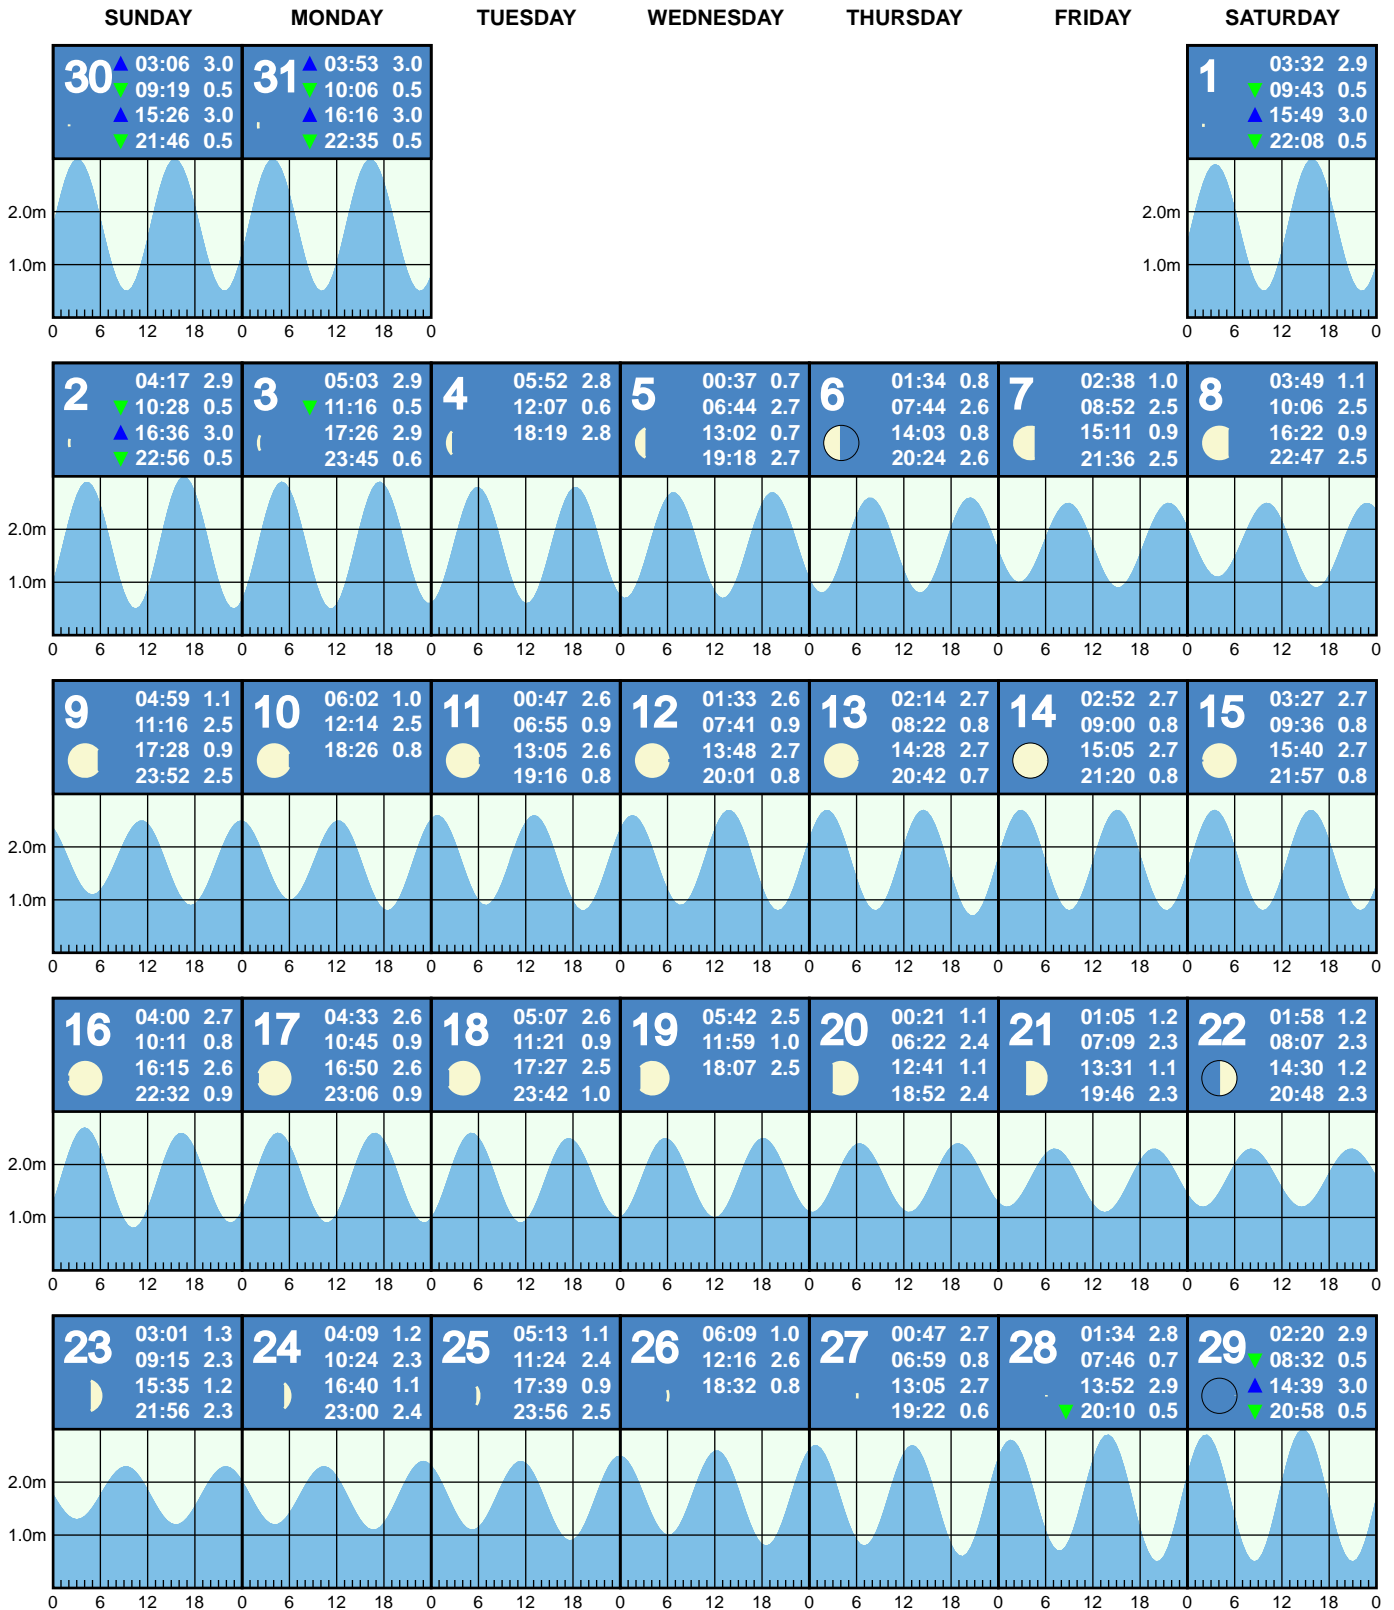 SUNDAY MONDAY TUESDAY WEDNESDAY THURSDAY FRIDAY SATURDAY
30 03:06 3.0
09:19 0.5
15:26 3.0
21:46 0.5
31 03:53 3.0
10:06 0.5
16:16 3.0
22:35 0.5
1 03:32 2.9
09:43 0.5
15:49 3.0
22:08 0.5
2.0m 2.0m
1.0m 1.0m
0 6 12 18 0 6 12 18 0 0 6 12 18 0
2 04:17 2.9
10:28 0.5
16:36 3.0
22:56 0.5
3 05:03 2.9
11:16 0.5
17:26 2.9
23:45 0.6
4 05:52 2.8
12:07 0.6
18:19 2.8
5 00:37 0.7
06:44 2.7
13:02 0.7
19:18 2.7
6 01:34 0.8
07:44 2.6
14:03 0.8
20:24 2.6
7 02:38 1.0
08:52 2.5
15:11 0.9
21:36 2.5
8 03:49 1.1
10:06 2.5
16:22 0.9
22:47 2.5
2.0m
1.0m
0 6 12 18 0 6 12 18 0 6 12 18 0 6 12 18 0 6 12 18 0 6 12 18 0 6 12 18 0
9 04:59 1.1
11:16 2.5
17:28 0.9
23:52 2.5
10 06:02 1.0
12:14 2.5
18:26 0.8
11 00:47 2.6
06:55 0.9
13:05 2.6
19:16 0.8
12 01:33 2.6
07:41 0.9
13:48 2.7
20:01 0.8
13 02:14 2.7
08:22 0.8
14:28 2.7
20:42 0.7
14 02:52 2.7
09:00 0.8
15:05 2.7
21:20 0.8
15 03:27 2.7
09:36 0.8
15:40 2.7
21:57 0.8
2.0m
1.0m
0 6 12 18 0 6 12 18 0 6 12 18 0 6 12 18 0 6 12 18 0 6 12 18 0 6 12 18 0
16 04:00 2.7
10:11 0.8
16:15 2.6
22:32 0.9
17 04:33 2.6
10:45 0.9
16:50 2.6
23:06 0.9
18 05:07 2.6
11:21 0.9
17:27 2.5
23:42 1.0
19 05:42 2.5
11:59 1.0
18:07 2.5
20 00:21 1.1
06:22 2.4
12:41 1.1
18:52 2.4
21 01:05 1.2
07:09 2.3
13:31 1.1
19:46 2.3
22 01:58 1.2
08:07 2.3
14:30 1.2
20:48 2.3
2.0m
1.0m
0 6 12 18 0 6 12 18 0 6 12 18 0 6 12 18 0 6 12 18 0 6 12 18 0 6 12 18 0
23 03:01 1.3
09:15 2.3
15:35 1.2
21:56 2.3
24 04:09 1.2
10:24 2.3
16:40 1.1
23:00 2.4
25 05:13 1.1
11:24 2.4
17:39 0.9
23:56 2.5
26 06:09 1.0
12:16 2.6
18:32 0.8
27 00:47 2.7
06:59 0.8
13:05 2.7
19:22 0.6
28 01:34 2.8
07:46 0.7
13:52 2.9
20:10 0.5
29 02:20 2.9
08:32 0.5
14:39 3.0
20:58 0.5
2.0m
1.0m
0 6 12 18 0 6 12 18 0 6 12 18 0 6 12 18 0 6 12 18 0 6 12 18 0 6 12 18 0